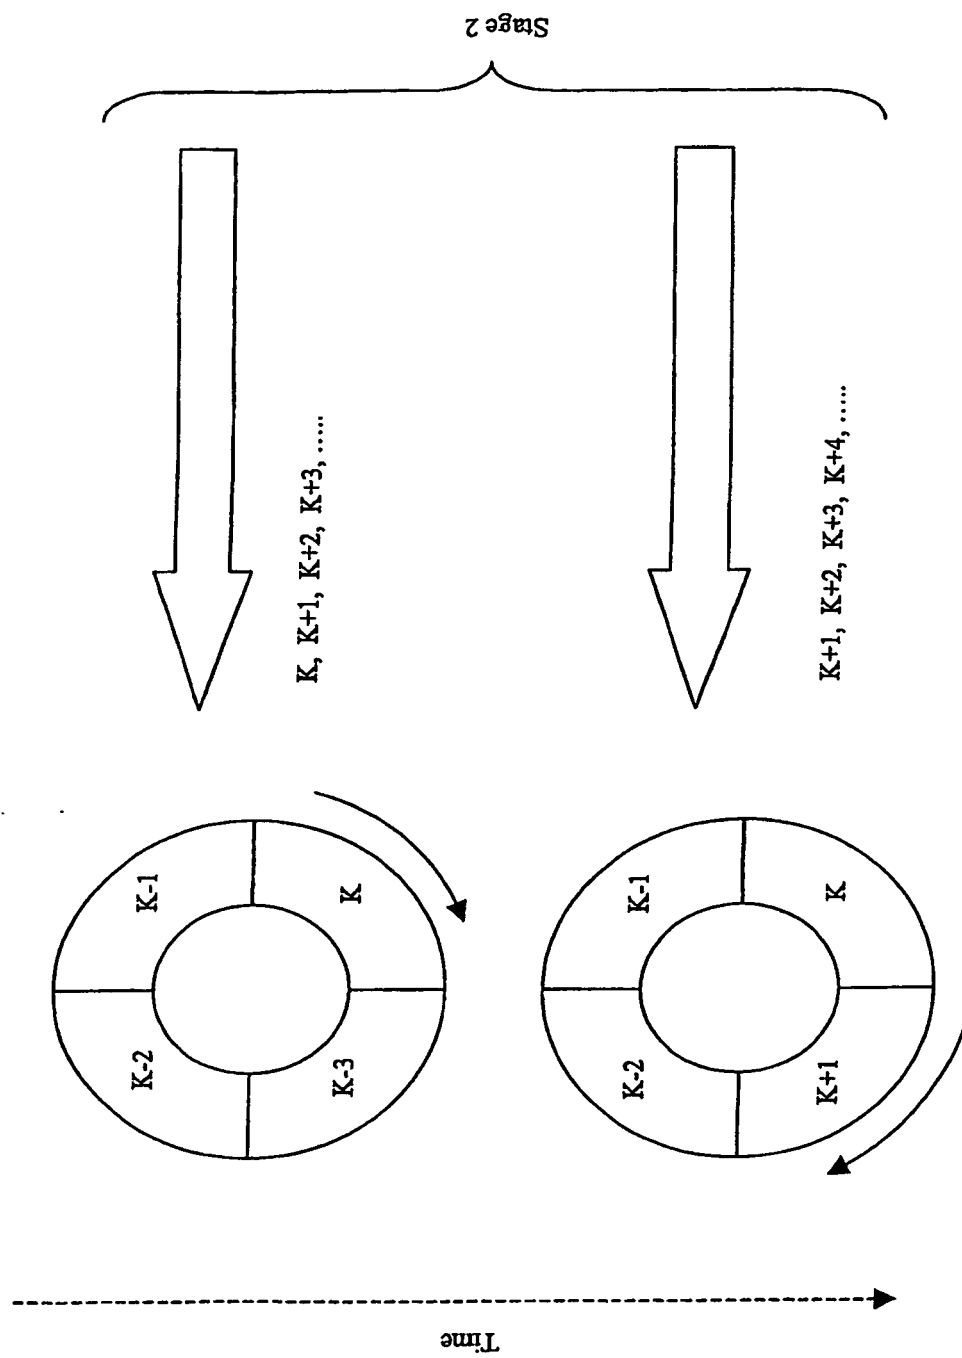 Stage 2
K, K+1, K+2, K+3, .....
K+1, K+2, K+3, K+4, .....
K-1
K
K-2
K-3
K-1
K
K-2
K+1
Time